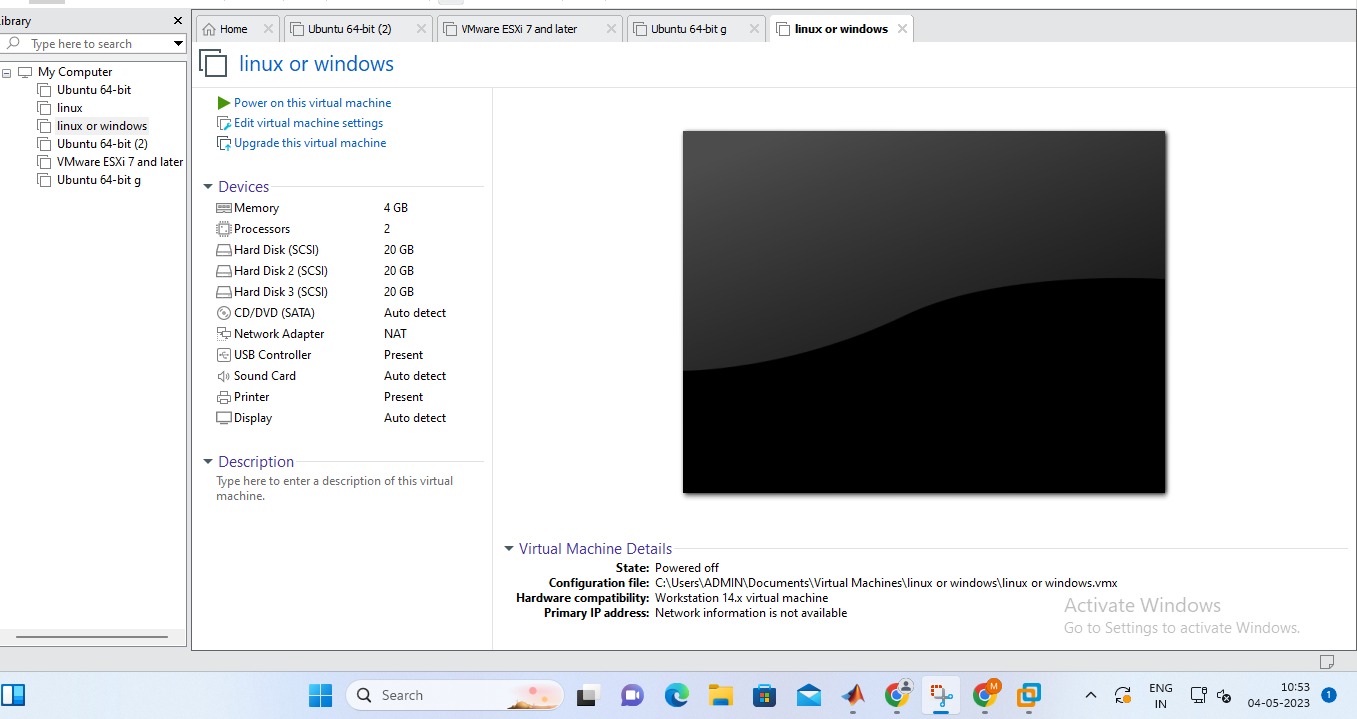 Library
Type here to search
My Computer
Ubuntu 64-bit
linux
linux or windows
Ubuntu 64-bit (2)
VMware ESXi 7 and later
Ubuntu 64-bit g
Home
Ubuntu 64-bit (2)
VMware ESXi 7 and later
Ubuntu 64-bit g
linux or windows
linux or windows
Power on this virtual machine
Edit virtual machine settings
Upgrade this virtual machine
Devices
Memory 4 GB
Processors 2
Hard Disk (SCSI) 20 GB
Hard Disk 2 (SCSI) 20 GB
Hard Disk 3 (SCSI) 20 GB
CD/DVD (SATA) Auto detect
Network Adapter NAT
USB Controller Present
Sound Card Auto detect
Printer Present
Display Auto detect
Description
Type here to enter a description of this virtual
machine.
Virtual Machine Details
State: Powered off
Configuration file: C:\Users\ADMIN\Documents\Virtual Machines\linux or windows\linux or windows.vmx
Hardware compatibility: Workstation 14.x virtual machine
Primary IP address: Network information is not available
Activate Windows
Go to Settings to activate Windows.
Search
M
ENG
IN
10:53
04-05-2023
1